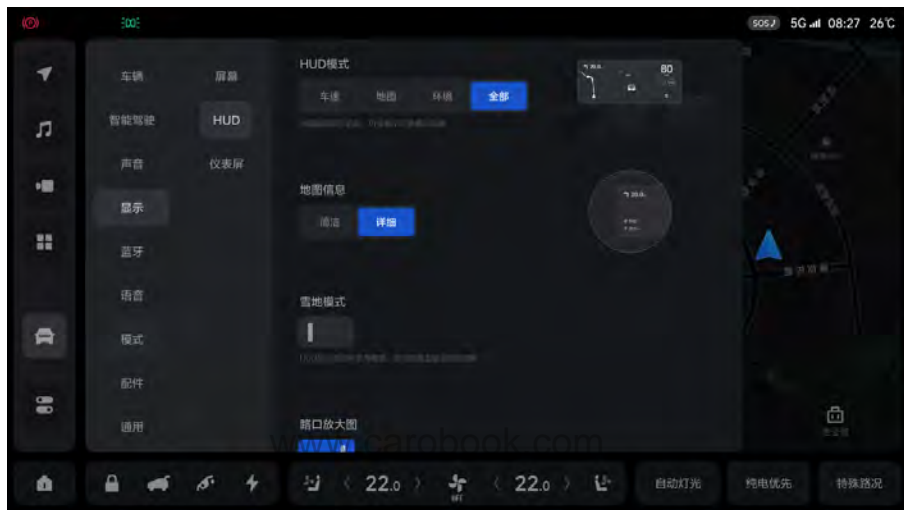 SOS 5G 08:27 26℃
车辆 屏幕
智能驾驶 HUD
声音 仪表屏
显示
蓝牙
语音
模式
配件
通用
HUD模式
车速 地图 环境 全部
80
地图信息
简洁 详细
雪地模式
路口放大图
www.carobook.com
22.0 OFF 22.0 自动灯光 纯电优先 特殊路况